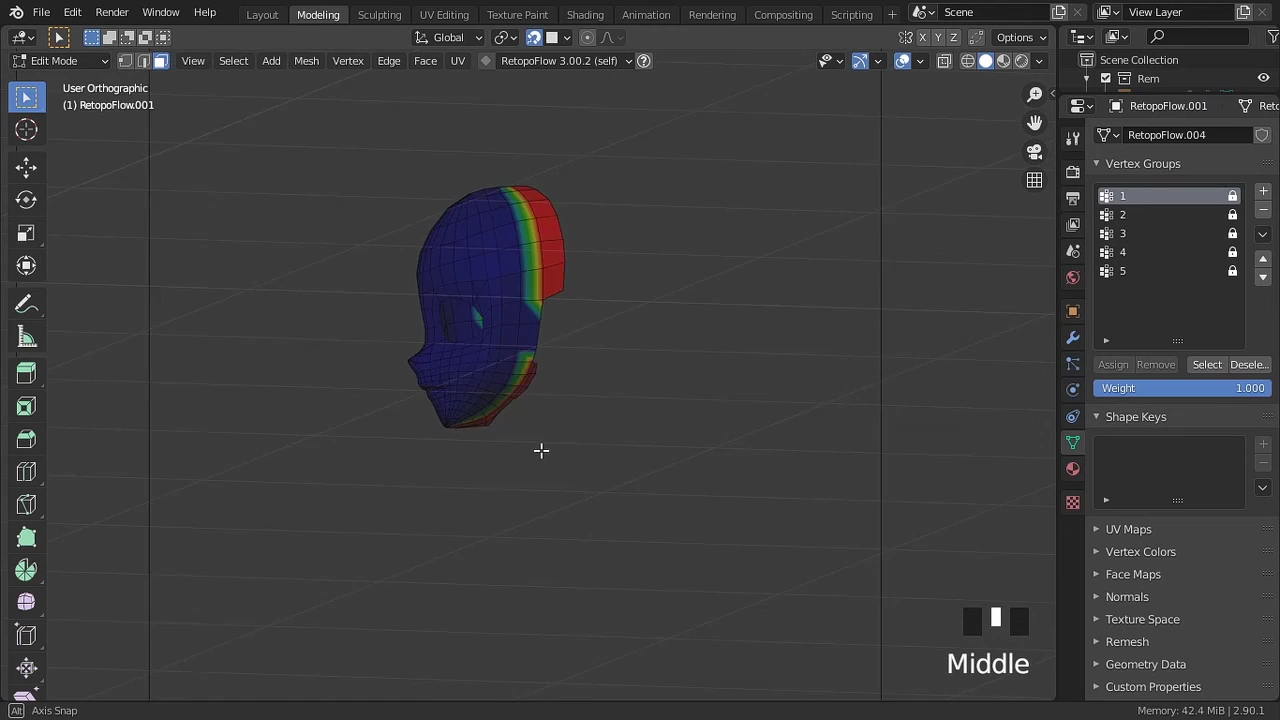 File Edit Render Window Help Layout Modeling Sculpting UV Editing Texture Paint Shading Animation Rendering Compositing Scripting + Scene View Layer
Global X Y Z Options
Edit Mode View Select Add Mesh Vertex Edge Face UV RetopoFlow 3.00.2 (self) Scene Collection
User Orthographic
(1) RetopoFlow.001
Rem
RetopoFlow.001 Reto
RetopoFlow.004
Vertex Groups
1
2
3
4
5
Assign Remove Select Desele...
Weight 1.000
Shape Keys
UV Maps
Vertex Colors
Face Maps
Normals
Texture Space
Remesh
Geometry Data
Custom Properties
Middle
Alt Axis Snap Memory: 42.4 MiB | 2.90.1